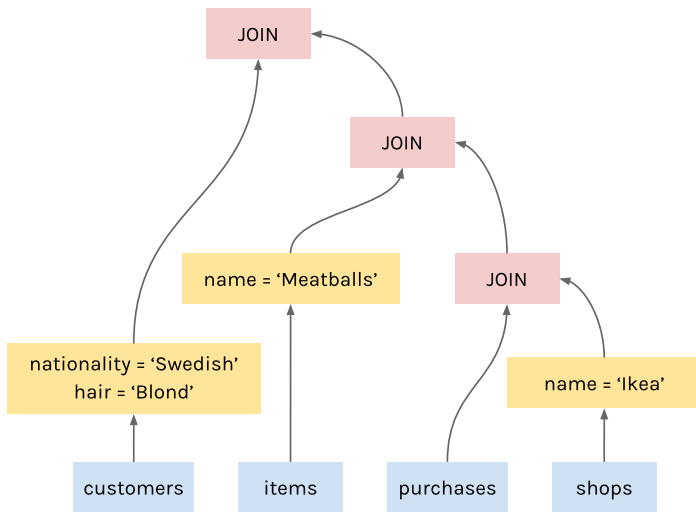 JOIN
JOIN
name = ‘Meatballs’
JOIN
nationality = ‘Swedish’
hair = ‘Blond’
name = ‘Ikea’
customers
items
purchases
shops